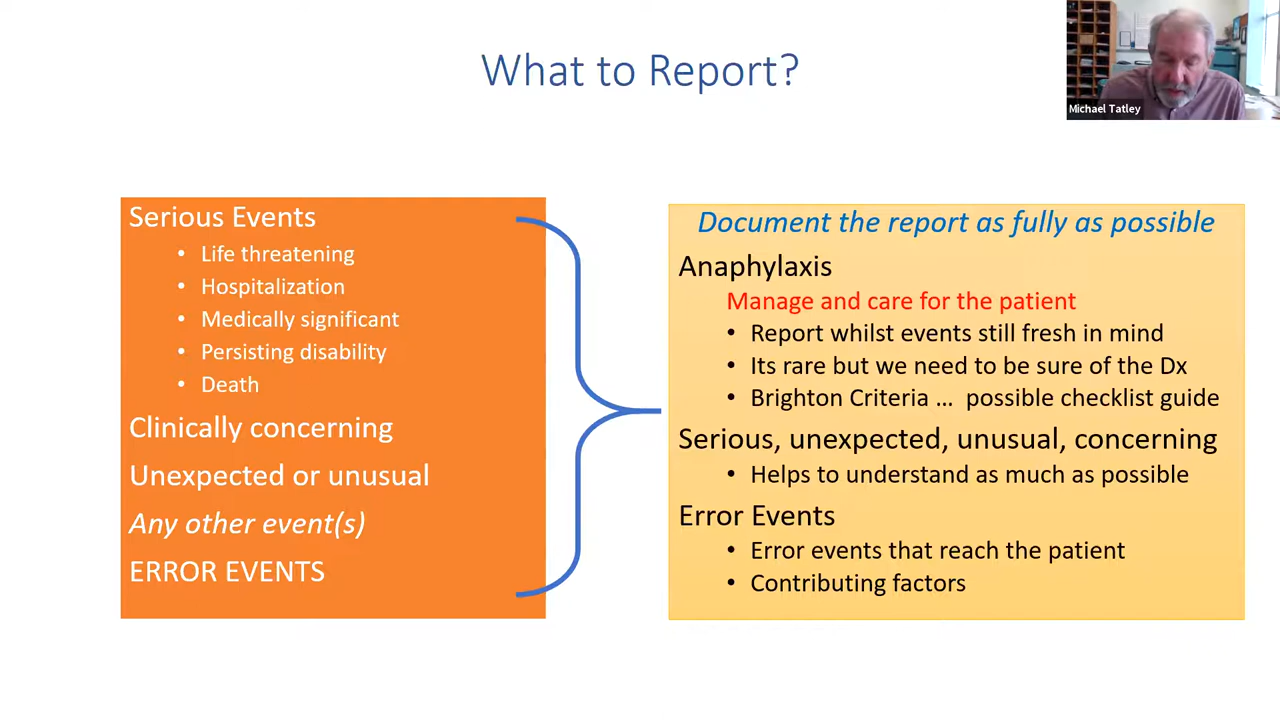 What to Report?
Michael Tatley
Serious Events
• Life threatening
• Hospitalization
• Medically significant
• Persisting disability
• Death
Clinically concerning
Unexpected or unusual
Any other event(s)
ERROR EVENTS
Document the report as fully as possible
Anaphylaxis
Manage and care for the patient
• Report whilst events still fresh in mind
• Its rare but we need to be sure of the Dx
• Brighton Criteria … possible checklist guide
Serious, unexpected, unusual, concerning
• Helps to understand as much as possible
Error Events
• Error events that reach the patient
• Contributing factors